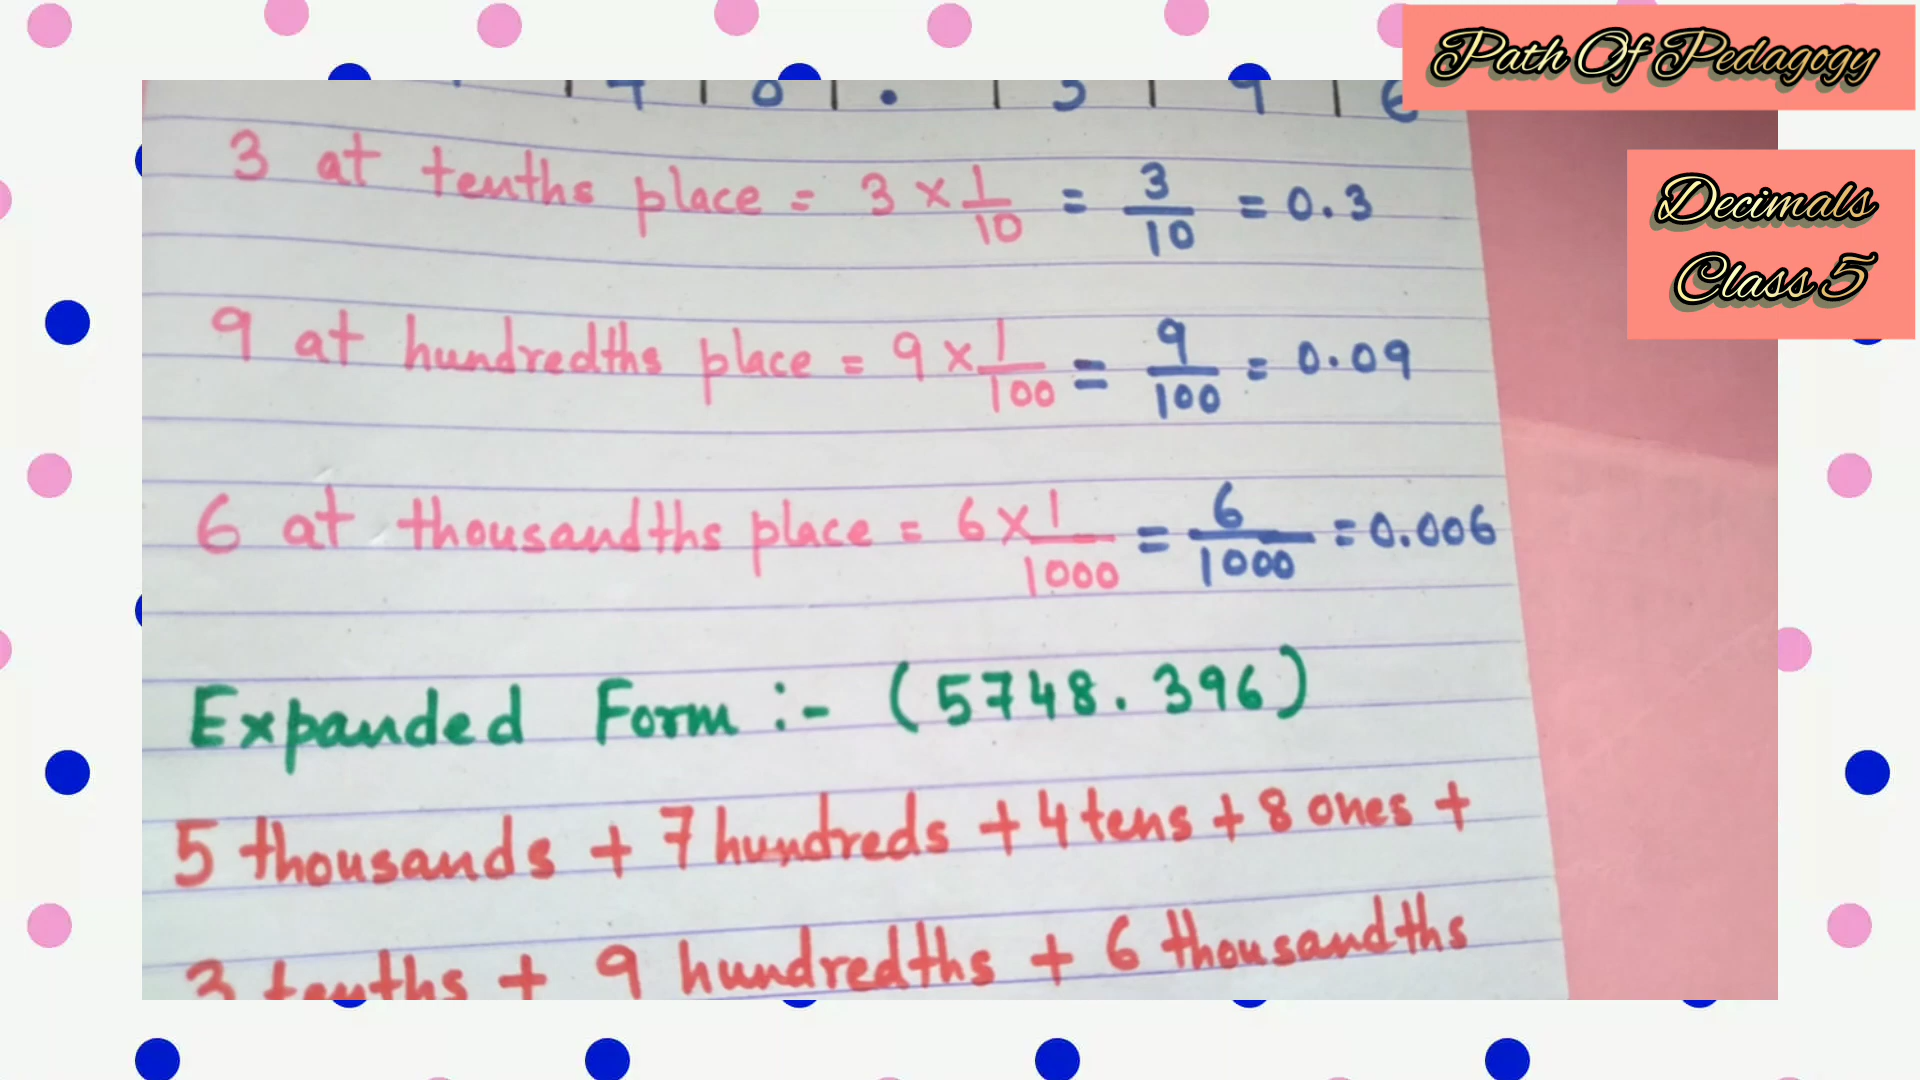 Path Of Pedagogy
Decimals
Class 5
3 at tenths place = 3 × 1/10 = 3/10 = 0.3
9 at hundredths place = 9 × 1/100 = 9/100 = 0.09
6 at thousandths place = 6 × 1/1000 = 6/1000 = 0.006
Expanded Form :- (5748.396)
5 thousands + 7 hundreds + 4 tens + 8 ones +
3 tenths + 9 hundredths + 6 thousandths